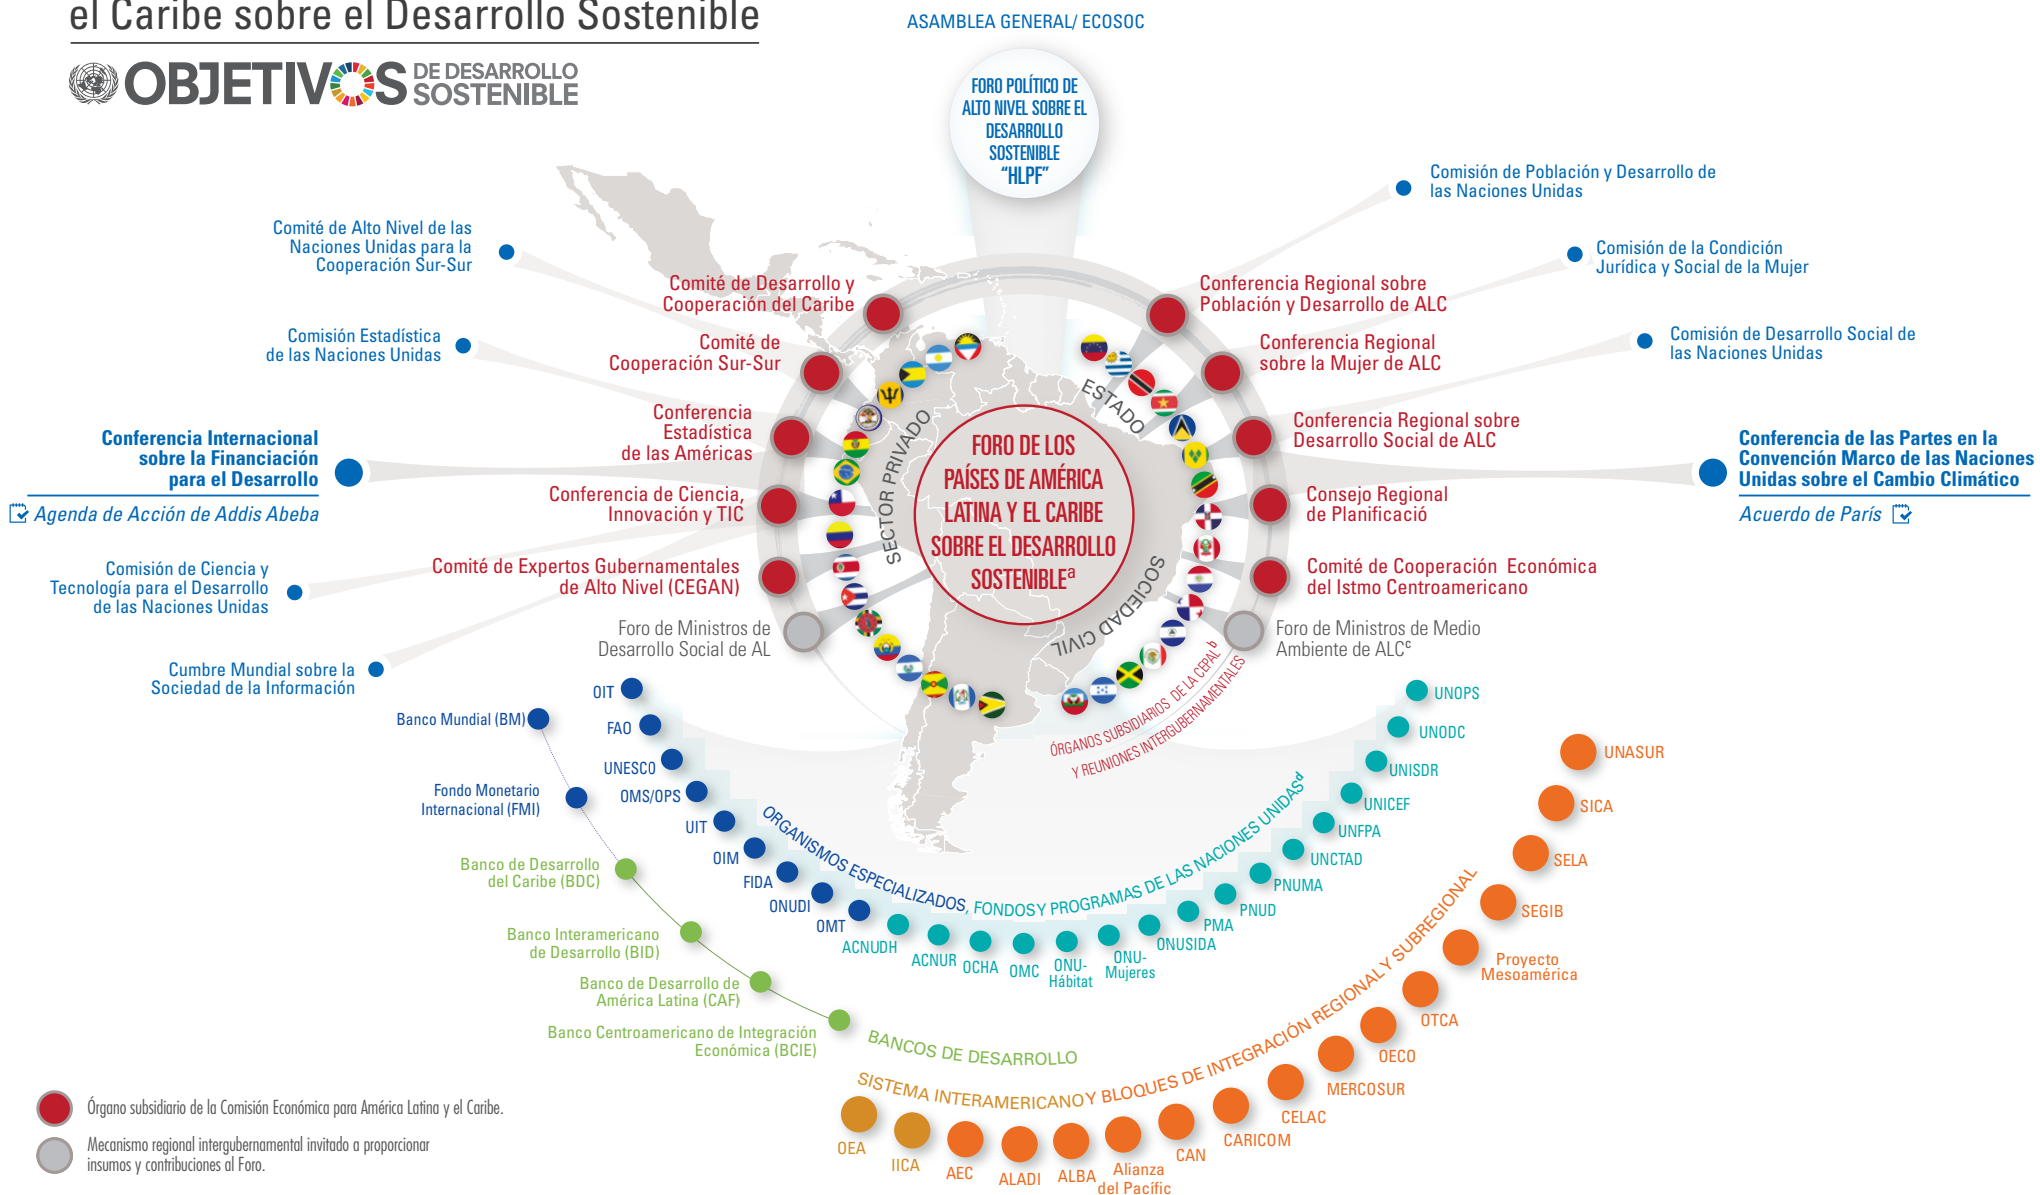 el Caribe sobre el Desarrollo Sostenible
OBJETIVOS DE DESARROLLO
SOSTENIBLE
ASAMBLEA GENERAL/ ECOSOC
FORO POLÍTICO DE
ALTO NIVEL SOBRE EL
DESARROLLO
SOSTENIBLE
“HLPF”
Comité de Alto Nivel de las
Naciones Unidas para la
Cooperación Sur-Sur
Comisión Estadística
de las Naciones Unidas
Conferencia Internacional
sobre la Financiación
para el Desarrollo
Agenda de Acción de Addis Abeba
Comisión de Ciencia y
Tecnología para el Desarrollo
de las Naciones Unidas
Cumbre Mundial sobre la
Sociedad de la Información
Comité de Desarrollo y
Cooperación del Caribe
Comité de
Cooperación Sur-Sur
Conferencia
Estadística
de las Américas
Conferencia de Ciencia,
Innovación y TIC
Comité de Expertos Gubernamentales
de Alto Nivel (CEGAN)
Foro de Ministros de
Desarrollo Social de AL
SECTOR PRIVADO
ESTADO
SOCIEDAD CIVIL
FORO DE LOS
PAÍSES DE AMÉRICA
LATINA Y EL CARIBE
SOBRE EL DESARROLLO
SOSTENIBLEa
Conferencia Regional sobre
Población y Desarrollo de ALC
Conferencia Regional
sobre la Mujer de ALC
Conferencia Regional sobre
Desarrollo Social de ALC
Consejo Regional
de Planificació
Comité de Cooperación Económica
del Istmo Centroamericano
Foro de Ministros de Medio
Ambiente de ALCc
Comisión de Población y Desarrollo de
las Naciones Unidas
Comisión de la Condición
Jurídica y Social de la Mujer
Comisión de Desarrollo Social de
las Naciones Unidas
Conferencia de las Partes en la
Convención Marco de las Naciones
Unidas sobre el Cambio Climático
Acuerdo de París
ÓRGANOS SUBSIDIARIOS DE LA CEPALb
Y REUNIONES INTERGUBERNAMENTALES
OIT
FAO
UNESCO
OMS/OPS
UIT
OIM
FIDA
ONUDI
OMT
ACNUDH
ACNUR
OCHA
OMC
ONU-
Hábitat
ONU-
Mujeres
ONUSIDA
PMA
PNUD
PNUMA
UNCTAD
UNFPA
UNICEF
UNISDR
UNODC
UNOPS
ORGANISMOS ESPECIALIZADOS, FONDOS Y PROGRAMAS DE LAS NACIONES UNIDASd
Banco Mundial (BM)
Fondo Monetario
Internacional (FMI)
Banco de Desarrollo
del Caribe (BDC)
Banco Interamericano
de Desarrollo (BID)
Banco de Desarrollo de
América Latina (CAF)
Banco Centroamericano de Integración
Económica (BCIE)
BANCOS DE DESARROLLO
SISTEMA INTERAMERICANO Y BLOQUES DE INTEGRACIÓN REGIONAL Y SUBREGIONAL
OEA
IICA
AEC
ALADI
ALBA
Alianza
del Pacífic
CAN
CARICOM
CELAC
MERCOSUR
OECO
OTCA
Proyecto
Mesoamérica
SEGIB
SELA
SICA
UNASUR
Órgano subsidiario de la Comisión Económica para América Latina y el Caribe.
Mecanismo regional intergubernamental invitado a proporcionar
insumos y contribuciones al Foro.